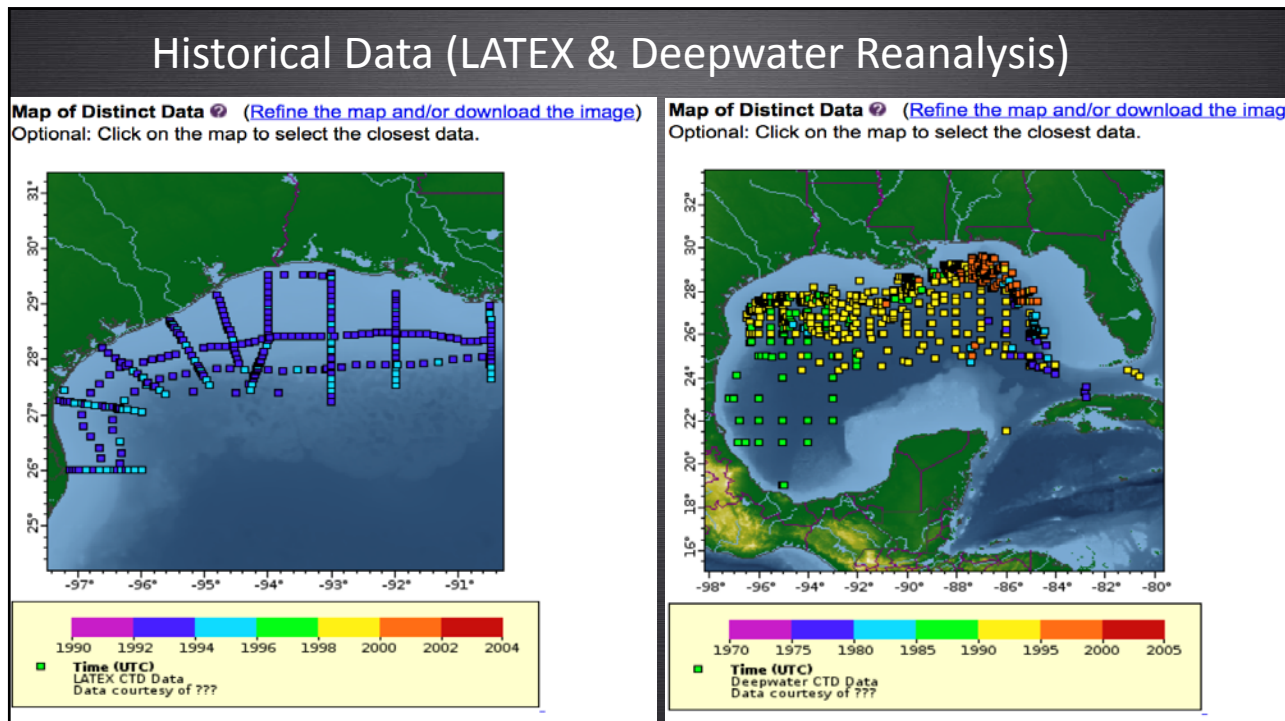 Historical Data (LATEX & Deepwater Reanalysis)
Map of Distinct Data ? (Refine the map and/or download the image)
Optional: Click on the map to select the closest data.
31°
30°
29°
28°
27°
26°
25°
-97° -96° -95° -94° -93° -92° -91°
1990 1992 1994 1996 1998 2000 2002 2004
Time (UTC)
LATEX CTD Data
Data courtesy of ???
Map of Distinct Data ? (Refine the map and/or download the imag
Optional: Click on the map to select the closest data.
32°
30°
28°
26°
24°
22°
20°
18°
16°
-98° -96° -94° -92° -90° -88° -86° -84° -82° -80°
1970 1975 1980 1985 1990 1995 2000 2005
Time (UTC)
Deepwater CTD Data
Data courtesy of ???